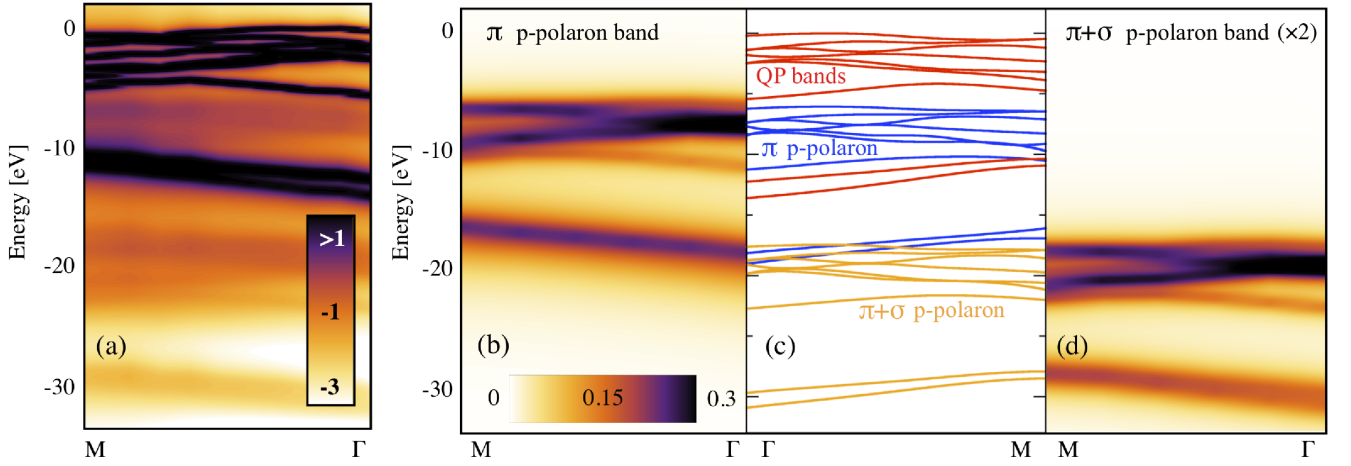 0
-10
-20
-30
Energy [eV]
(a)
>1
-1
-3
M
Γ
0
-10
-20
-30
Energy [eV]
π p-polaron band
(b)
0
0.15
0.3
M
Γ
QP bands
π p-polaron
π+σ p-polaron
(c)
Γ
M
π+σ p-polaron band (×2)
(d)
M
Γ